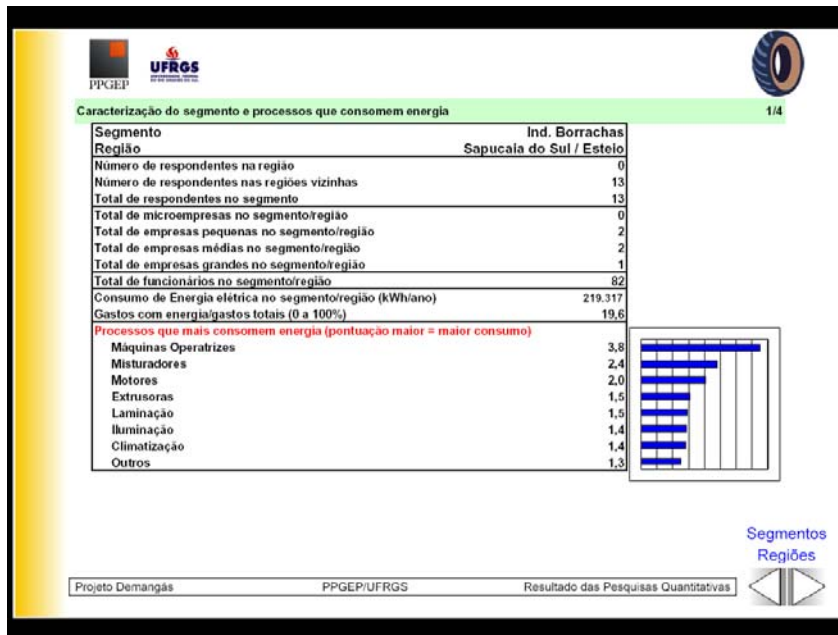 PPGEP
UFRGS
UNIVERSIDADE FEDERAL
DO RIO GRANDE DO SUL
Caracterização do segmento e processos que consomem energia 1/4
Segmento Ind. Borrachas
Região Sapucaia do Sul / Esteio
Número de respondentes na região 0
Número de respondentes nas regiões vizinhas 13
Total de respondentes no segmento 13
Total de microempresas no segmento/região 0
Total de empresas pequenas no segmento/região 2
Total de empresas médias no segmento/região 2
Total de empresas grandes no segmento/região 1
Total de funcionários no segmento/região 82
Consumo de Energia elétrica no segmento/região (kWh/ano) 219.317
Gastos com energia/gastos totais (0 a 100%) 19,6
Processos que mais consomem energia (pontuação maior = maior consumo)
Máquinas Operatrizes 3,8
Misturadores 2,4
Motores 2,0
Extrusoras 1,5
Laminação 1,5
Iluminação 1,4
Climatização 1,4
Outros 1,3
Segmentos
Regiões
Projeto Demangás PPGEP/UFRGS Resultado das Pesquisas Quantitativas